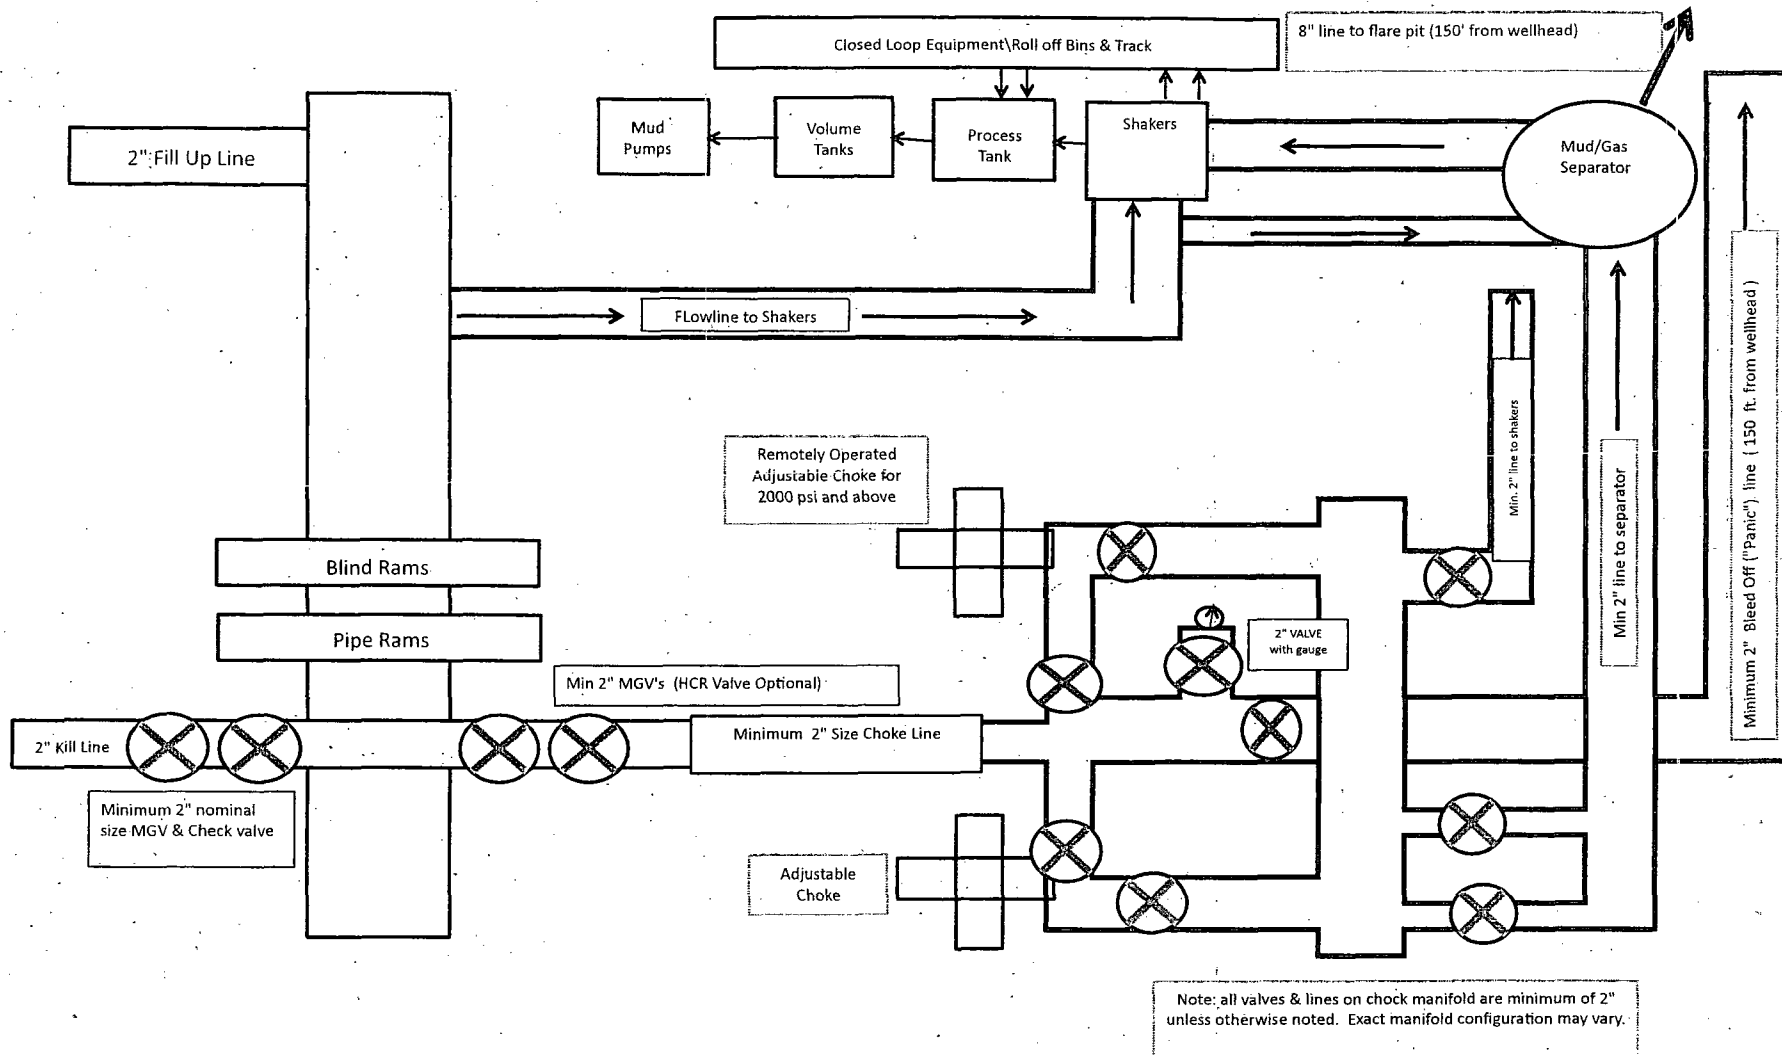 Closed Loop Equipment\Roll off Bins & Track
8" line to flare pit (150' from wellhead)
2" Fill Up Line
Mud
Pumps
Volume
Tanks
Process
Tank
Shakers
Mud/Gas
Separator
FLowline to Shakers
Minimum 2" Bleed Off ("Panic") line ( 150 ft. from wellhead )
Min. 2" line to shakers
Min 2" line to separator
Remotely Operated
Adjustable Choke for
2000 psi and above
Blind Rams
Pipe Rams
2" VALVE
with gauge
Min 2" MGV's (HCR Valve Optional)
2" Kill Line
Minimum 2" Size Choke Line
Minimum 2" nominal
size MGV & Check valve
Adjustable
Choke
Note: all valves & lines on chock manifold are minimum of 2"
unless otherwise noted. Exact manifold configuration may vary.